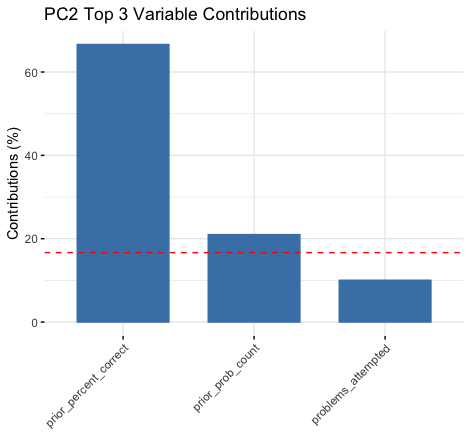 PC2 Top 3 Variable Contributions
Contributions (%)
60
40
20
0
prior_percent_correct
prior_prob_count
problems_attempted